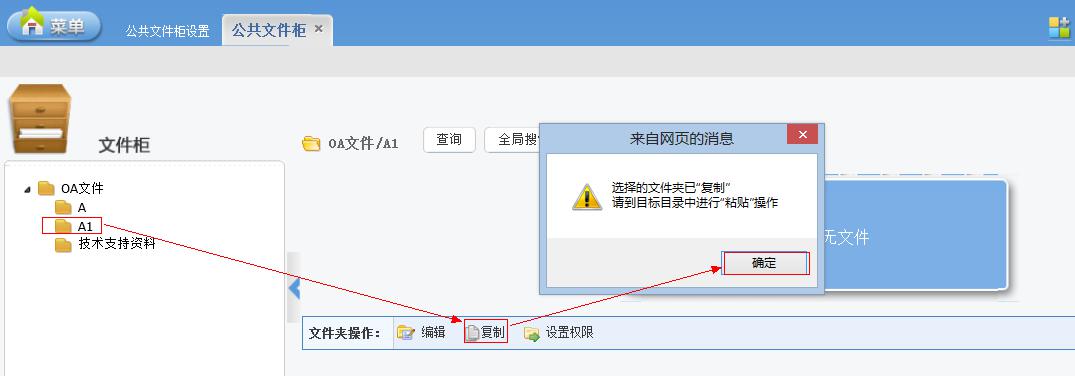 菜单
公共文件柜设置
公共文件柜
文件柜
OA文件/A1
查询
全局搜
来自网页的消息
选择的文件夹已"复制"
请到目标目录中进行"粘贴"操作
确定
无文件
OA文件
A
A1
技术支持资料
文件夹操作：
编辑
复制
设置权限